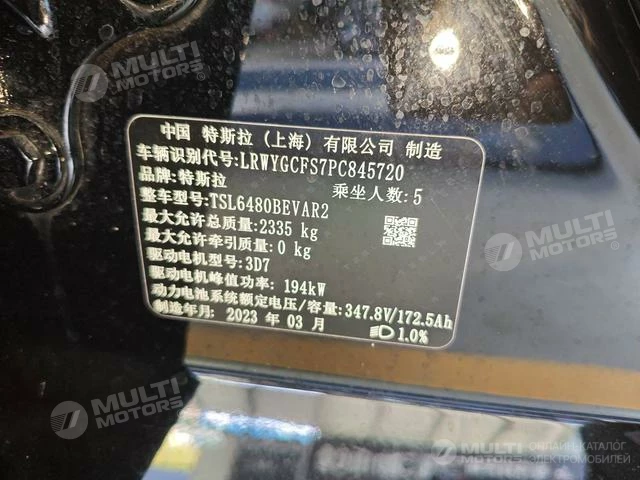 MULTI MOTORS
MULTI MOTORS
中国 特斯拉 (上海) 有限公司 制造
车辆识别代号:LRWYGCFS7PC845720
品牌:特斯拉
乘坐人数:5
整车型号:TSL6480BEVAR2
最大允许总质量:2335 kg
最大允许牵引质量:0 kg
驱动电机型号:3D7
驱动电机峰值功率: 194kW
动力电池系统额定电压/容量:347.8V/172.5Ah
制造年月: 2023 年 03 月
1.0%
MULTI MOTORS
MULTI MOTORS
MULTI MOTORS ОНЛАЙН-КАТАЛОГ ЭЛЕКТРОМОБИЛЕЙ